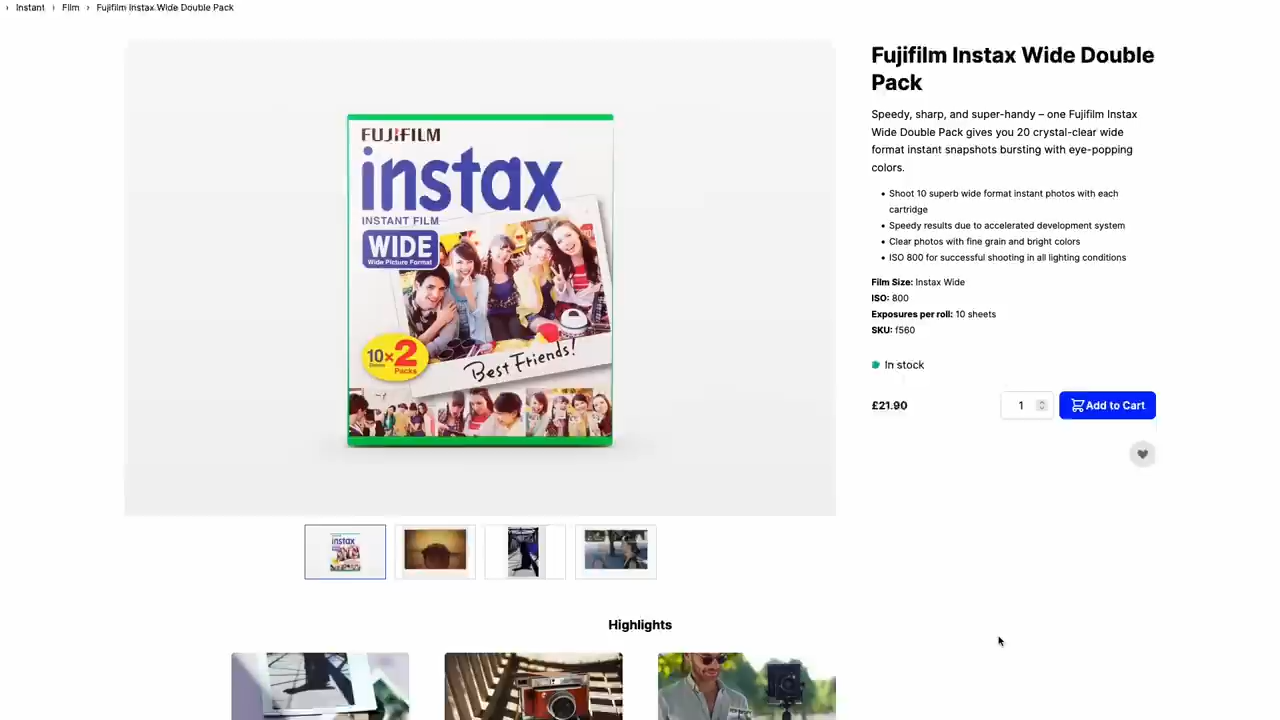 Instant
Film
Fujifilm Instax Wide Double Pack
FUJIFILM
instax
INSTANT FILM
WIDE
Wide Picture Format
10×2
Packs
Best Friends!
instax
Fujifilm Instax Wide Double
Pack
Speedy, sharp, and super-handy – one Fujifilm Instax
Wide Double Pack gives you 20 crystal-clear wide
format instant snapshots bursting with eye-popping
colors.
Shoot 10 superb wide format instant photos with each
cartridge
Speedy results due to accelerated development system
Clear photos with fine grain and bright colors
ISO 800 for successful shooting in all lighting conditions
Film Size: Instax Wide
ISO: 800
Exposures per roll: 10 sheets
SKU: f560
In stock
£21.90
1
Add to Cart
Highlights